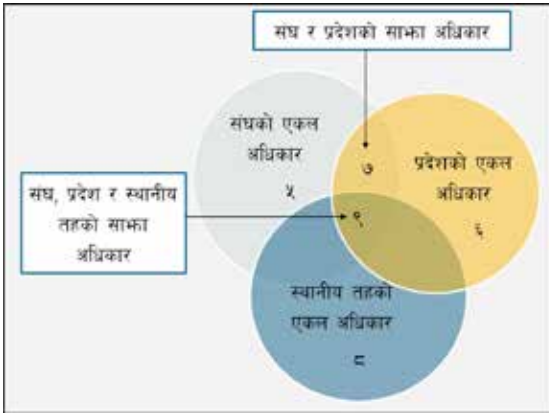 संघ र प्रदेशको साझा अधिकार
संघको एकल
अधिकार
५
७
प्रदेशको एकल
अधिकार
६
संघ, प्रदेश र स्थानीय
तहको साझा
अधिकार
९
स्थानीय तहको
एकल अधिकार
८